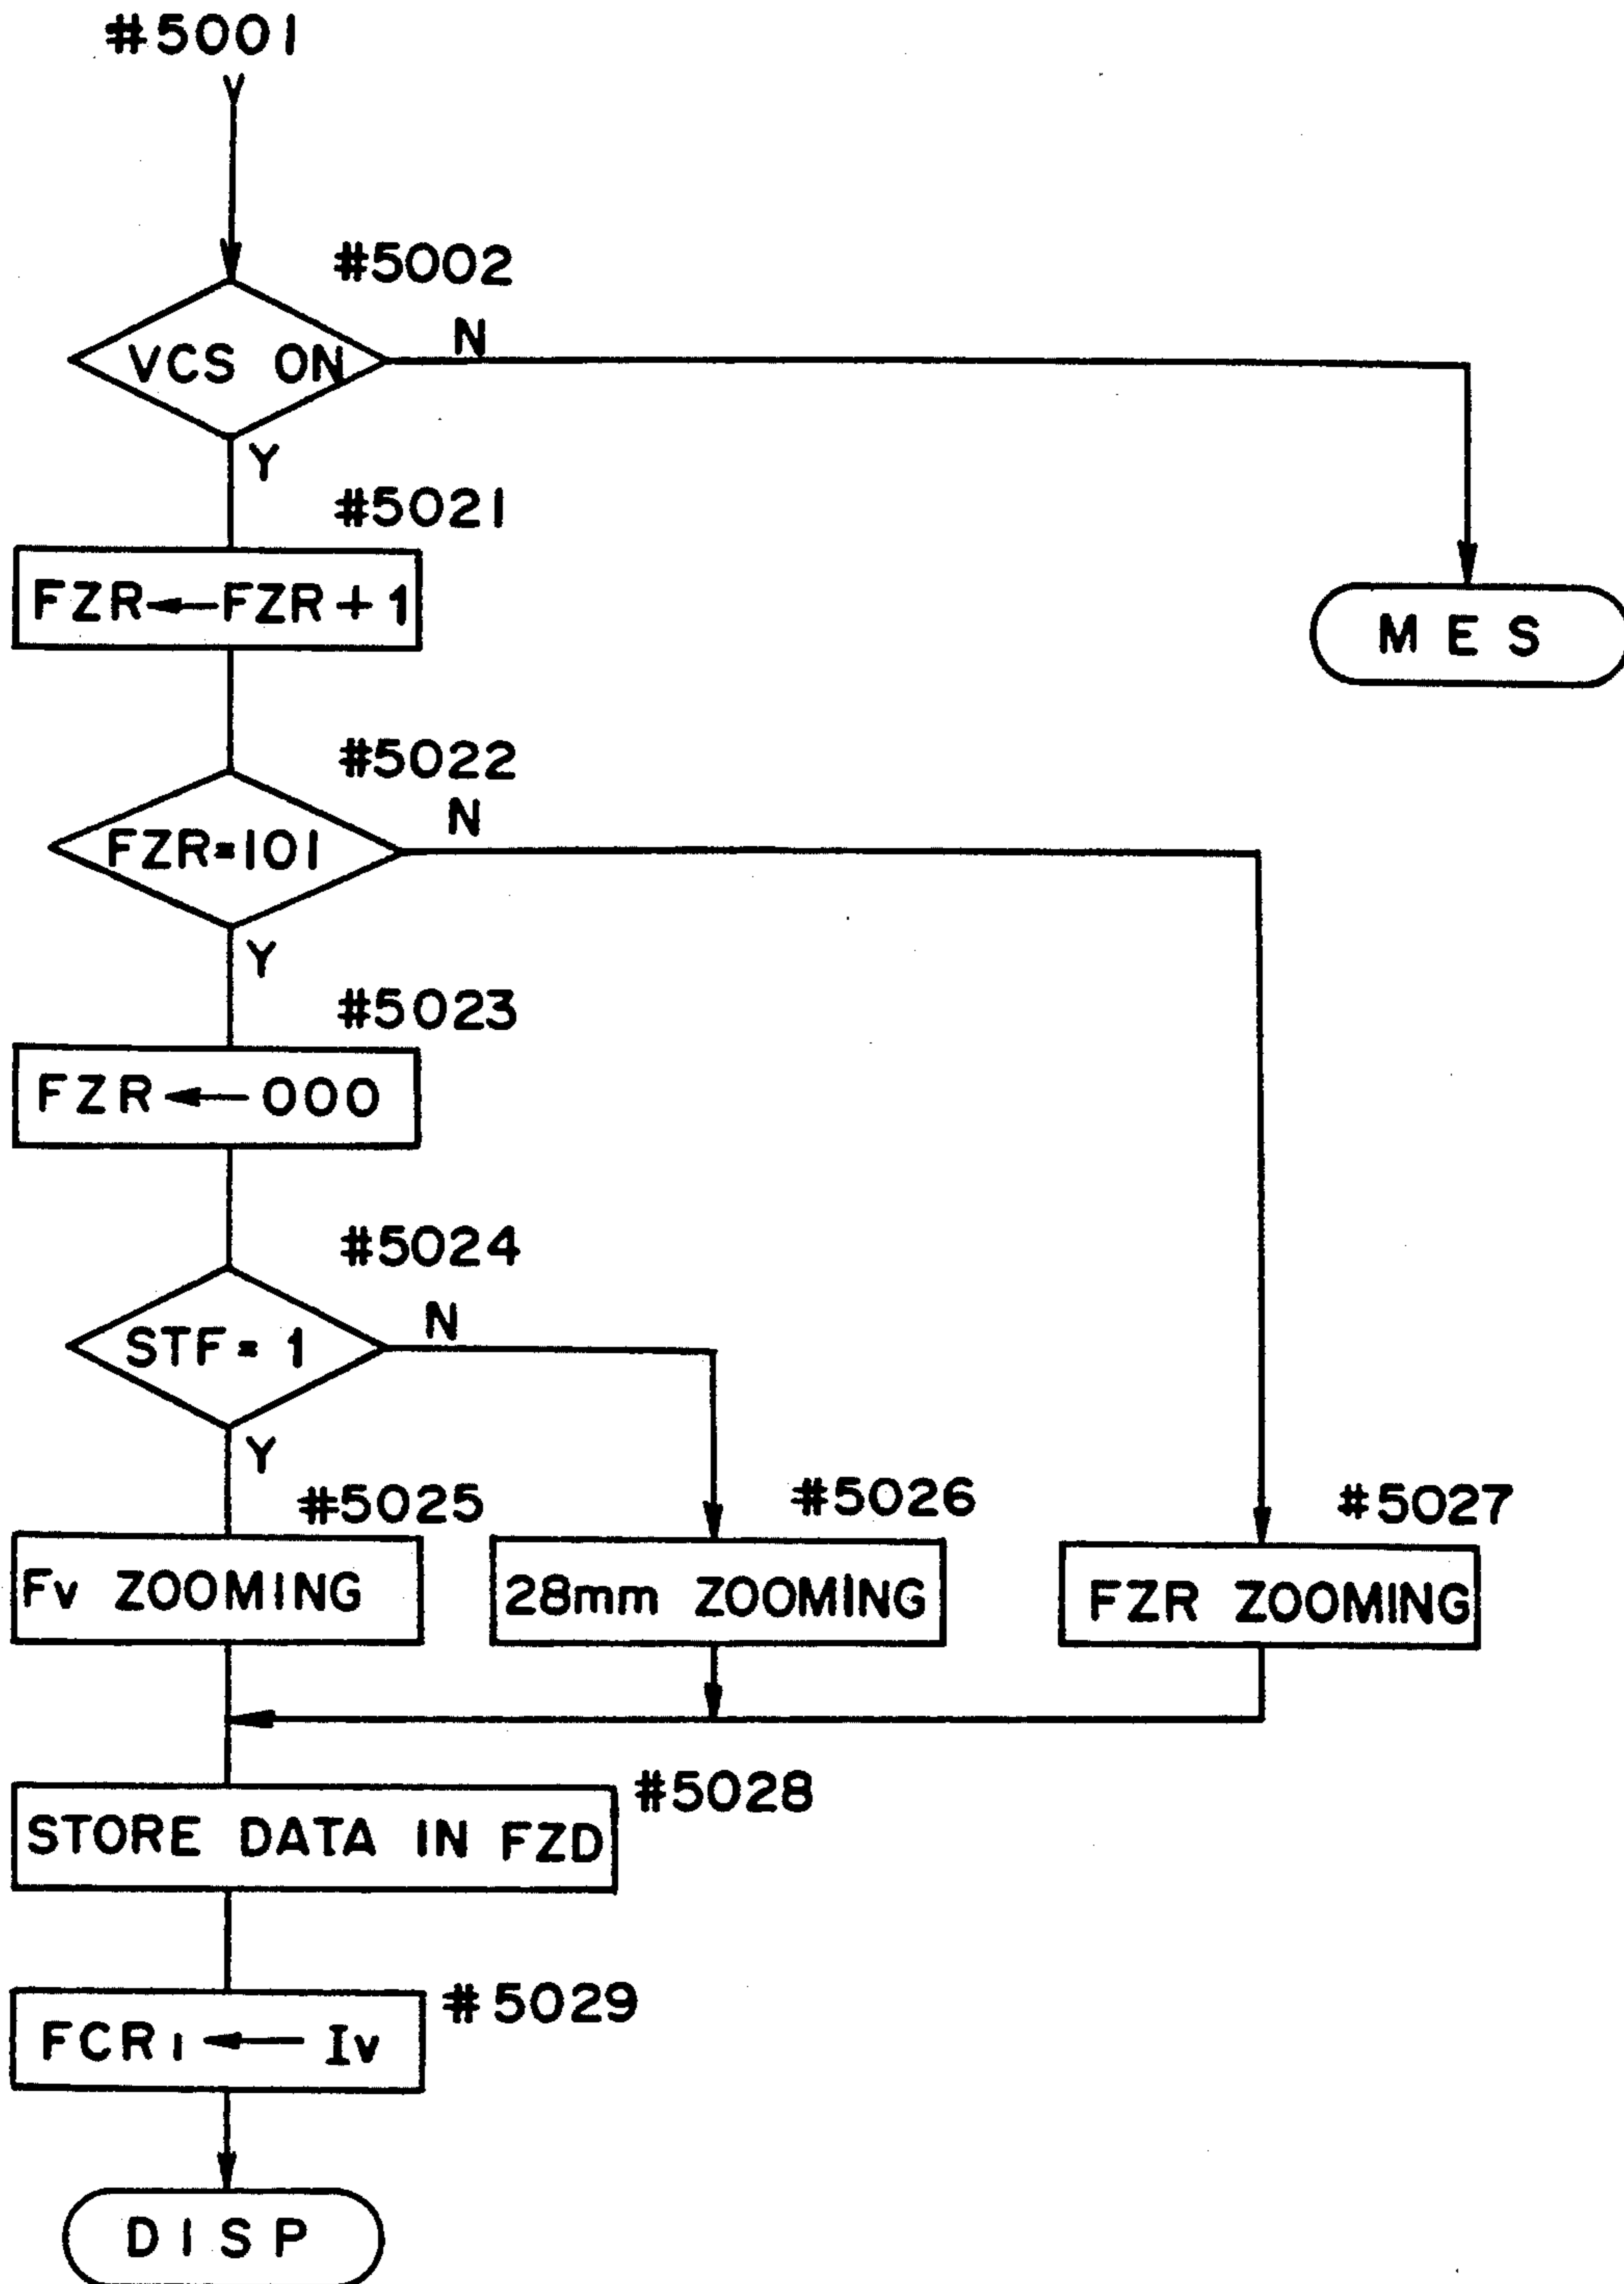 #5001
#5002
VCS ON
N
Y
#5021
FZR←FZR+1
MES
#5022
N
FZR=101
Y
#5023
FZR←000
#5024
N
STF=1
Y
#5025
#5026
#5027
Fv ZOOMING
28mm ZOOMING
FZR ZOOMING
#5028
STORE DATA IN FZD
#5029
FCR1←Iv
DISP